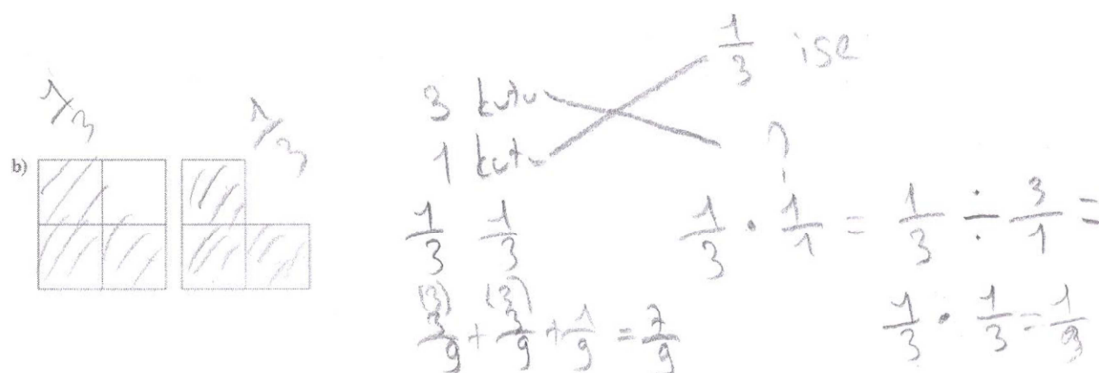 1/3
1/3
b)
3 kutu 1/3 ise
1 kutu ?
1/3 1/3
1/3 · 1/1 = 1/3 ÷ 3/1 =
1/3 · 1/3 = 1/9
(3) (3)
3/9 + 3/9 + 1/9 = 7/9